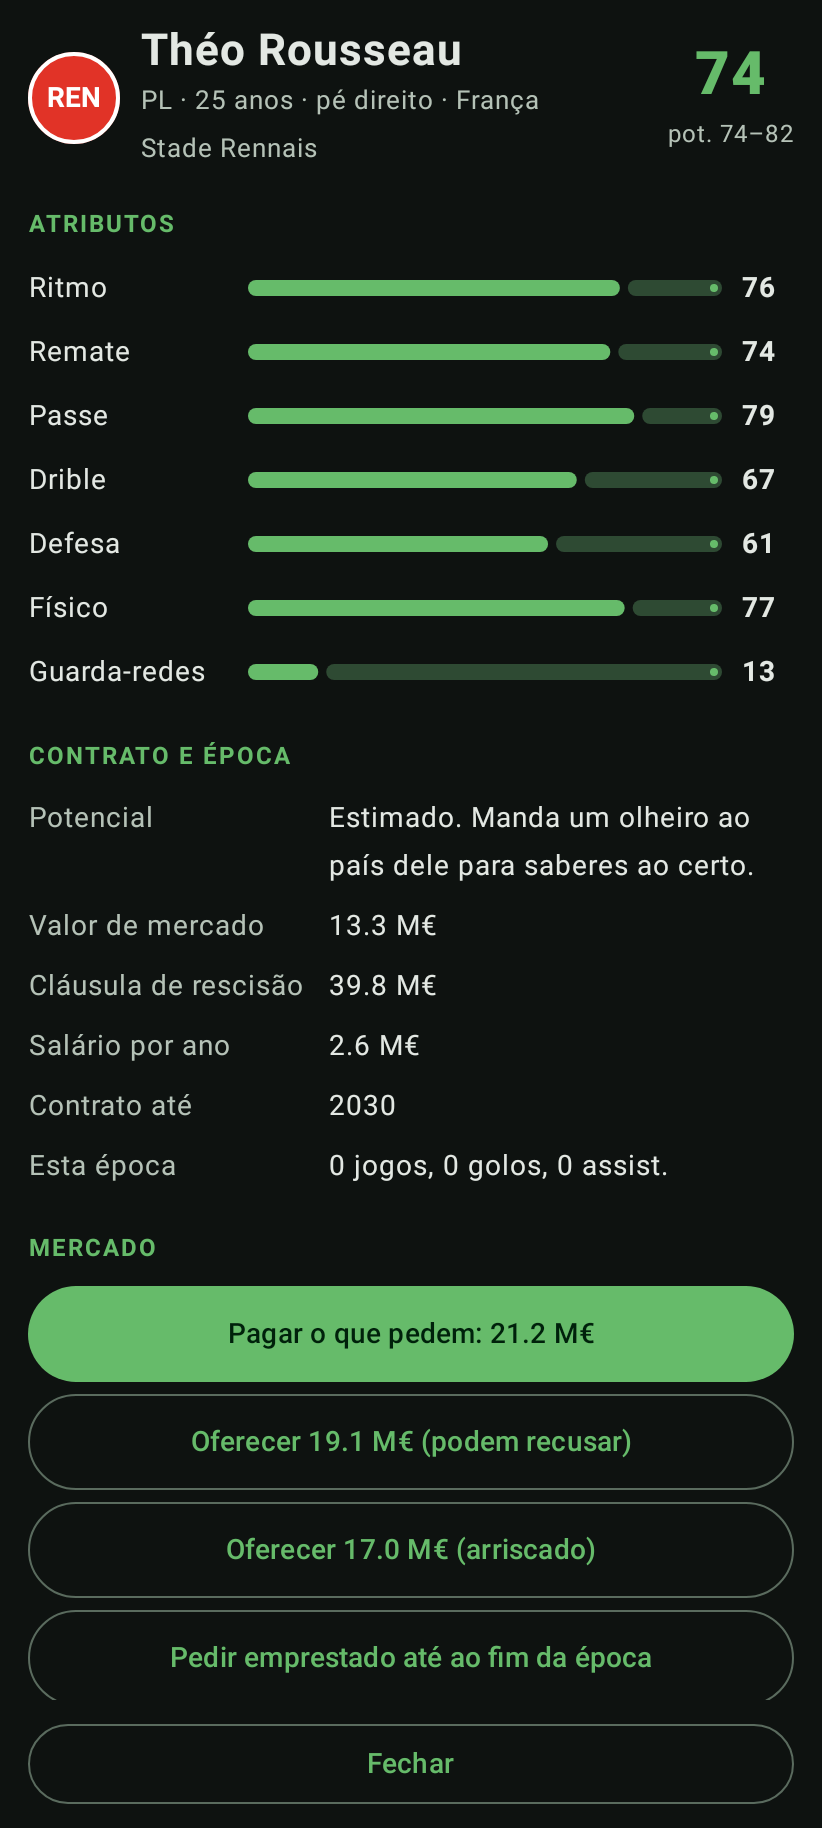 REN
Théo Rousseau
PL · 25 anos · pé direito · França
Stade Rennais
74
pot. 74–82
ATRIBUTOS
Ritmo 76
Remate 74
Passe 79
Drible 67
Defesa 61
Físico 77
Guarda-redes 13
CONTRATO E ÉPOCA
Potencial Estimado. Manda um olheiro ao
país dele para saberes ao certo.
Valor de mercado 13.3 M€
Cláusula de rescisão 39.8 M€
Salário por ano 2.6 M€
Contrato até 2030
Esta época 0 jogos, 0 golos, 0 assist.
MERCADO
Pagar o que pedem: 21.2 M€
Oferecer 19.1 M€ (podem recusar)
Oferecer 17.0 M€ (arriscado)
Pedir emprestado até ao fim da época
Fechar